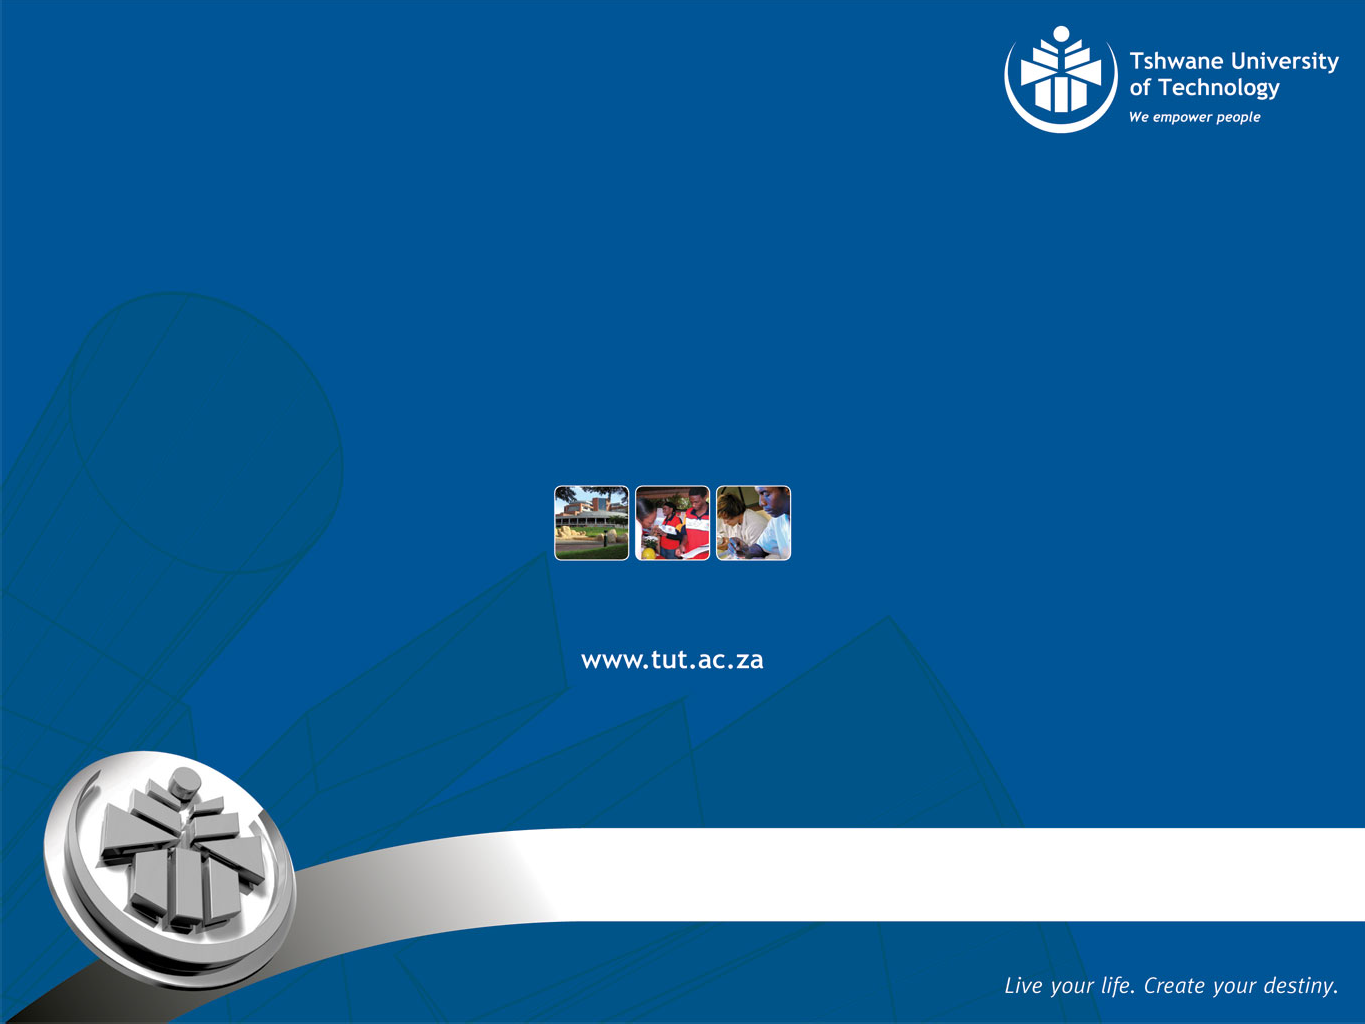 Tshwane University
of Technology
We empower people
www.tut.ac.za
Live your life. Create your destiny.